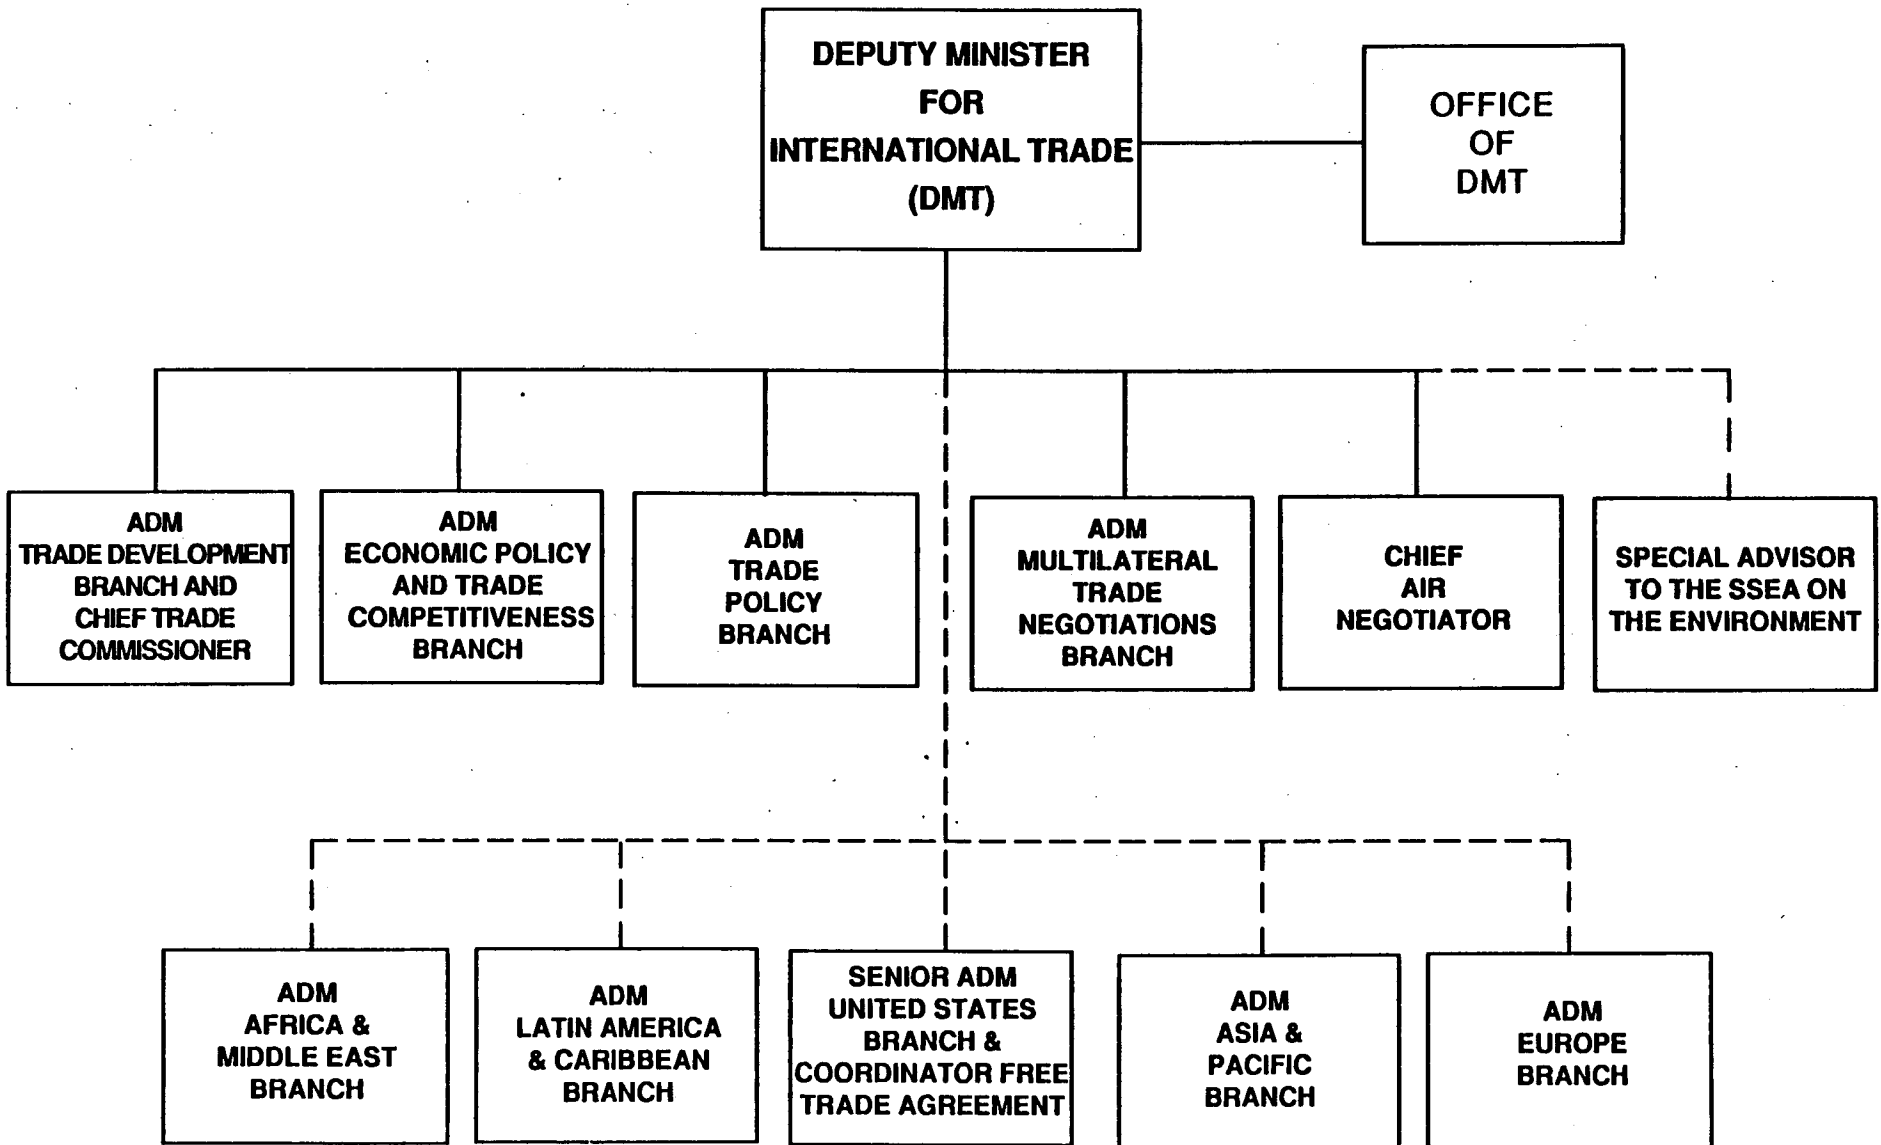 DEPUTY MINISTER
FOR
INTERNATIONAL TRADE
(DMT)
OFFICE
OF
DMT
ADM
TRADE DEVELOPMENT
BRANCH AND
CHIEF TRADE
COMMISSIONER
ADM
ECONOMIC POLICY
AND TRADE
COMPETITIVENESS
BRANCH
ADM
TRADE
POLICY
BRANCH
ADM
MULTILATERAL
TRADE
NEGOTIATIONS
BRANCH
CHIEF
AIR
NEGOTIATOR
SPECIAL ADVISOR
TO THE SSEA ON
THE ENVIRONMENT
ADM
AFRICA &
MIDDLE EAST
BRANCH
ADM
LATIN AMERICA
& CARIBBEAN
BRANCH
SENIOR ADM
UNITED STATES
BRANCH &
COORDINATOR FREE
TRADE AGREEMENT
ADM
ASIA &
PACIFIC
BRANCH
ADM
EUROPE
BRANCH